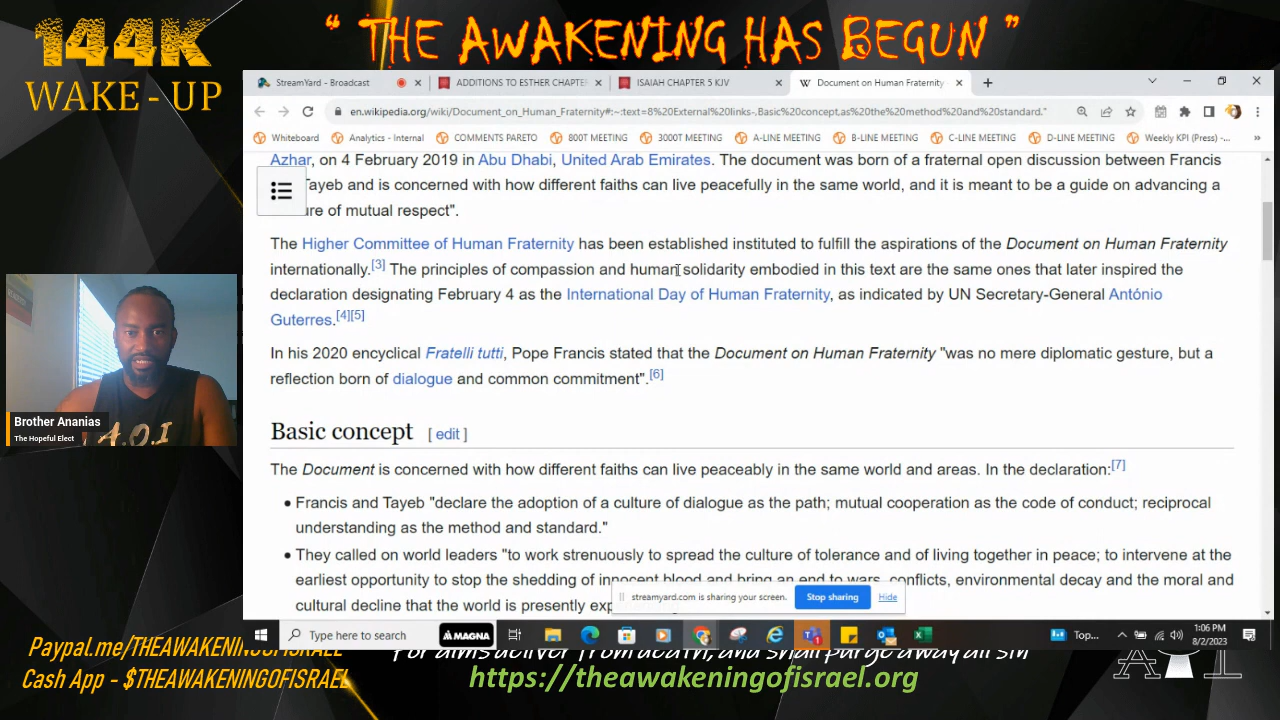 144K
WAKE-UP
“ THE AWAKENING HAS BEGUN ”
StreamYard - Broadcast
ADDITIONS TO ESTHER CHAPTE
ISAIAH CHAPTER 5 KJV
Document on Human Fraternity
en.wikipedia.org/wiki/Document_on_Human_Fraternity#:~:text=8%20External%20links-,Basic%20concept,as%20the%20method%20and%20standard."
Whiteboard
Analytics - Internal
COMMENTS PARETO
800T MEETING
3000T MEETING
A-LINE MEETING
B-LINE MEETING
C-LINE MEETING
D-LINE MEETING
Weekly KPI (Press) -...
Azhar, on 4 February 2019 in Abu Dhabi, United Arab Emirates. The document was born of a fraternal open discussion between Francis
Tayeb and is concerned with how different faiths can live peacefully in the same world, and it is meant to be a guide on advancing a
re of mutual respect".
The Higher Committee of Human Fraternity has been established instituted to fulfill the aspirations of the Document on Human Fraternity
internationally.[3] The principles of compassion and human solidarity embodied in this text are the same ones that later inspired the
declaration designating February 4 as the International Day of Human Fraternity, as indicated by UN Secretary-General António
Guterres.[4][5]
In his 2020 encyclical Fratelli tutti, Pope Francis stated that the Document on Human Fraternity "was no mere diplomatic gesture, but a
reflection born of dialogue and common commitment".[6]
Basic concept [ edit ]
The Document is concerned with how different faiths can live peaceably in the same world and areas. In the declaration:[7]
• Francis and Tayeb "declare the adoption of a culture of dialogue as the path; mutual cooperation as the code of conduct; reciprocal
understanding as the method and standard."
• They called on world leaders "to work strenuously to spread the culture of tolerance and of living together in peace; to intervene at the
earliest opportunity to stop the shedding of innocent blood and bring an end to wars, conflicts, environmental decay and the moral and
cultural decline that the world is presently
streamyard.com is sharing your screen.
Stop sharing
Hide
A.O.I
Brother Ananias
The Hopeful Elect
Type here to search
MAGNA
Top...
1:06 PM
8/2/2023
Paypal.me/THEAWAKENINGOFISRAEL
Cash App - $THEAWAKENINGOFISRAEL
For alms deliver from death, and shall purge away all sin
https://theawakeningofisrael.org